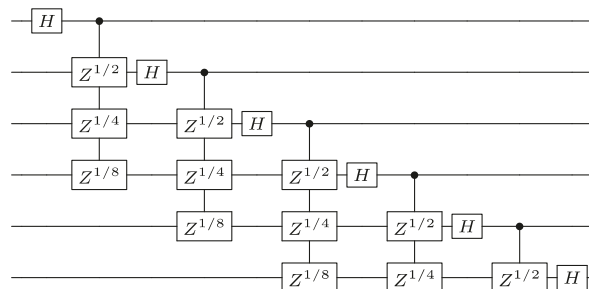 H
Z^{1/2} H
Z^{1/4} Z^{1/2} H
Z^{1/8} Z^{1/4} Z^{1/2} H
Z^{1/8} Z^{1/4} Z^{1/2} H
Z^{1/8} Z^{1/4} Z^{1/2} H